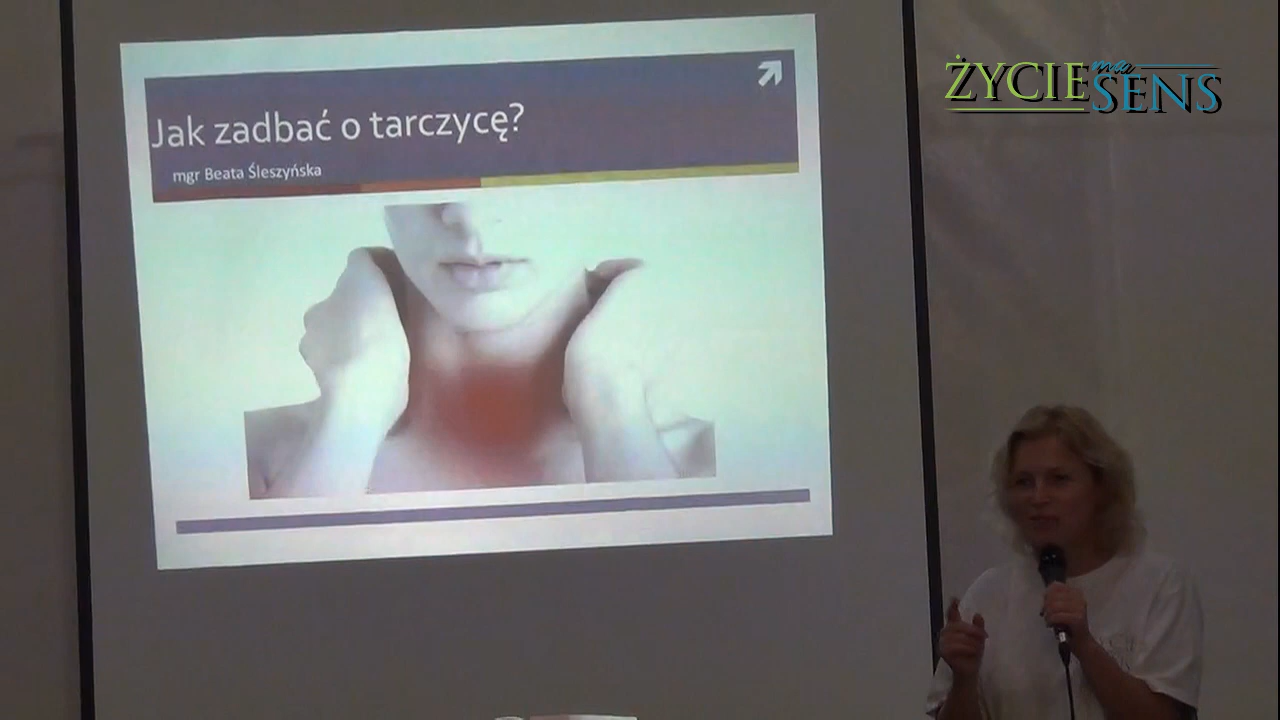 Jak zadbać o tarczycę?
mgr Beata Śleszyńska
ŻYCIE ma SENS